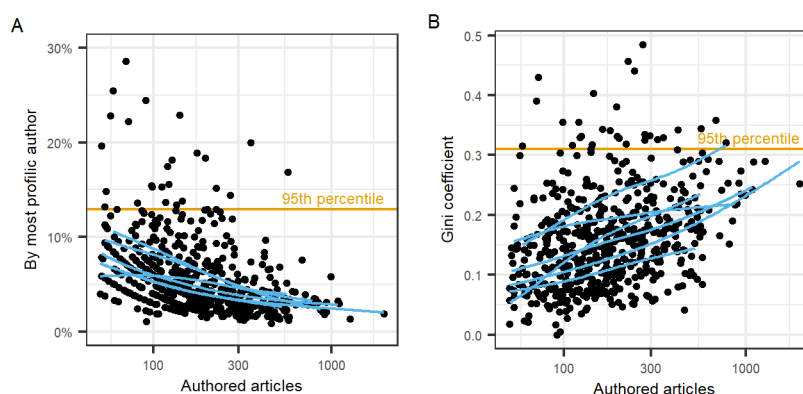 A
By most profilic author
30%
20%
10%
0%
95th percentile
100
300
1000
Authored articles
B
Gini coefficient
0.5
0.4
0.3
0.2
0.1
0.0
95th percentile
100
300
1000
Authored articles